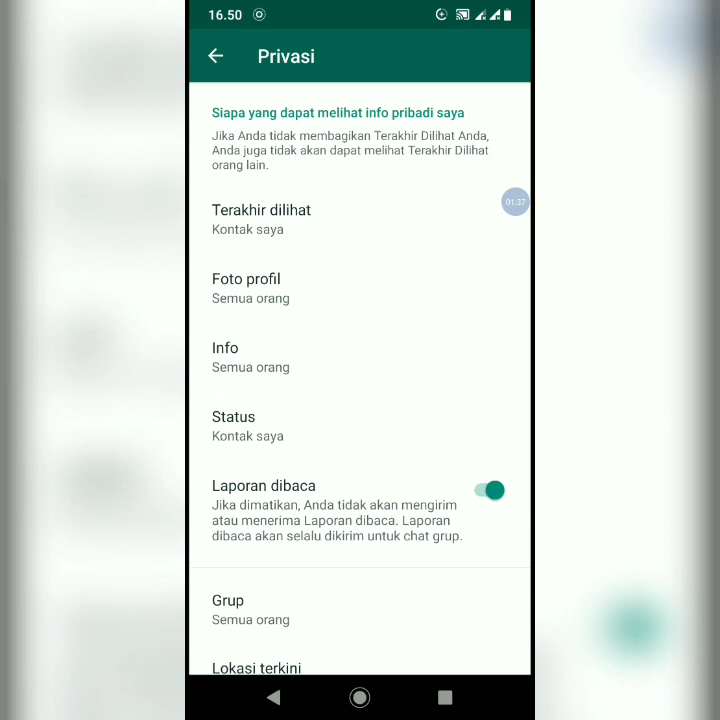 16.50
Privasi
Siapa yang dapat melihat info pribadi saya
Jika Anda tidak membagikan Terakhir Dilihat Anda,
Anda juga tidak akan dapat melihat Terakhir Dilihat
orang lain.
01:37
Terakhir dilihat
Kontak saya
Foto profil
Semua orang
Info
Semua orang
Status
Kontak saya
Laporan dibaca
Jika dimatikan, Anda tidak akan mengirim
atau menerima Laporan dibaca. Laporan
dibaca akan selalu dikirim untuk chat grup.
Grup
Semua orang
Lokasi terkini